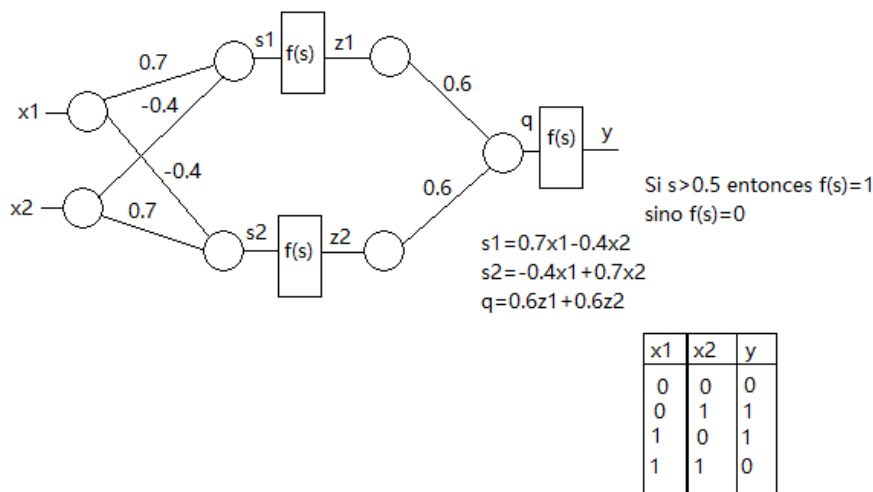 s1
f(s)
z1
0.7
0.6
-0.4
x1
q
f(s)
y
-0.4
0.6
x2
0.7
Si s>0.5 entonces f(s)=1
sino f(s)=0
s2
f(s)
z2
s1=0.7x1-0.4x2
s2=-0.4x1+0.7x2
q=0.6z1+0.6z2
x1 x2 y
0 0 0
0 1 1
1 0 1
1 1 0